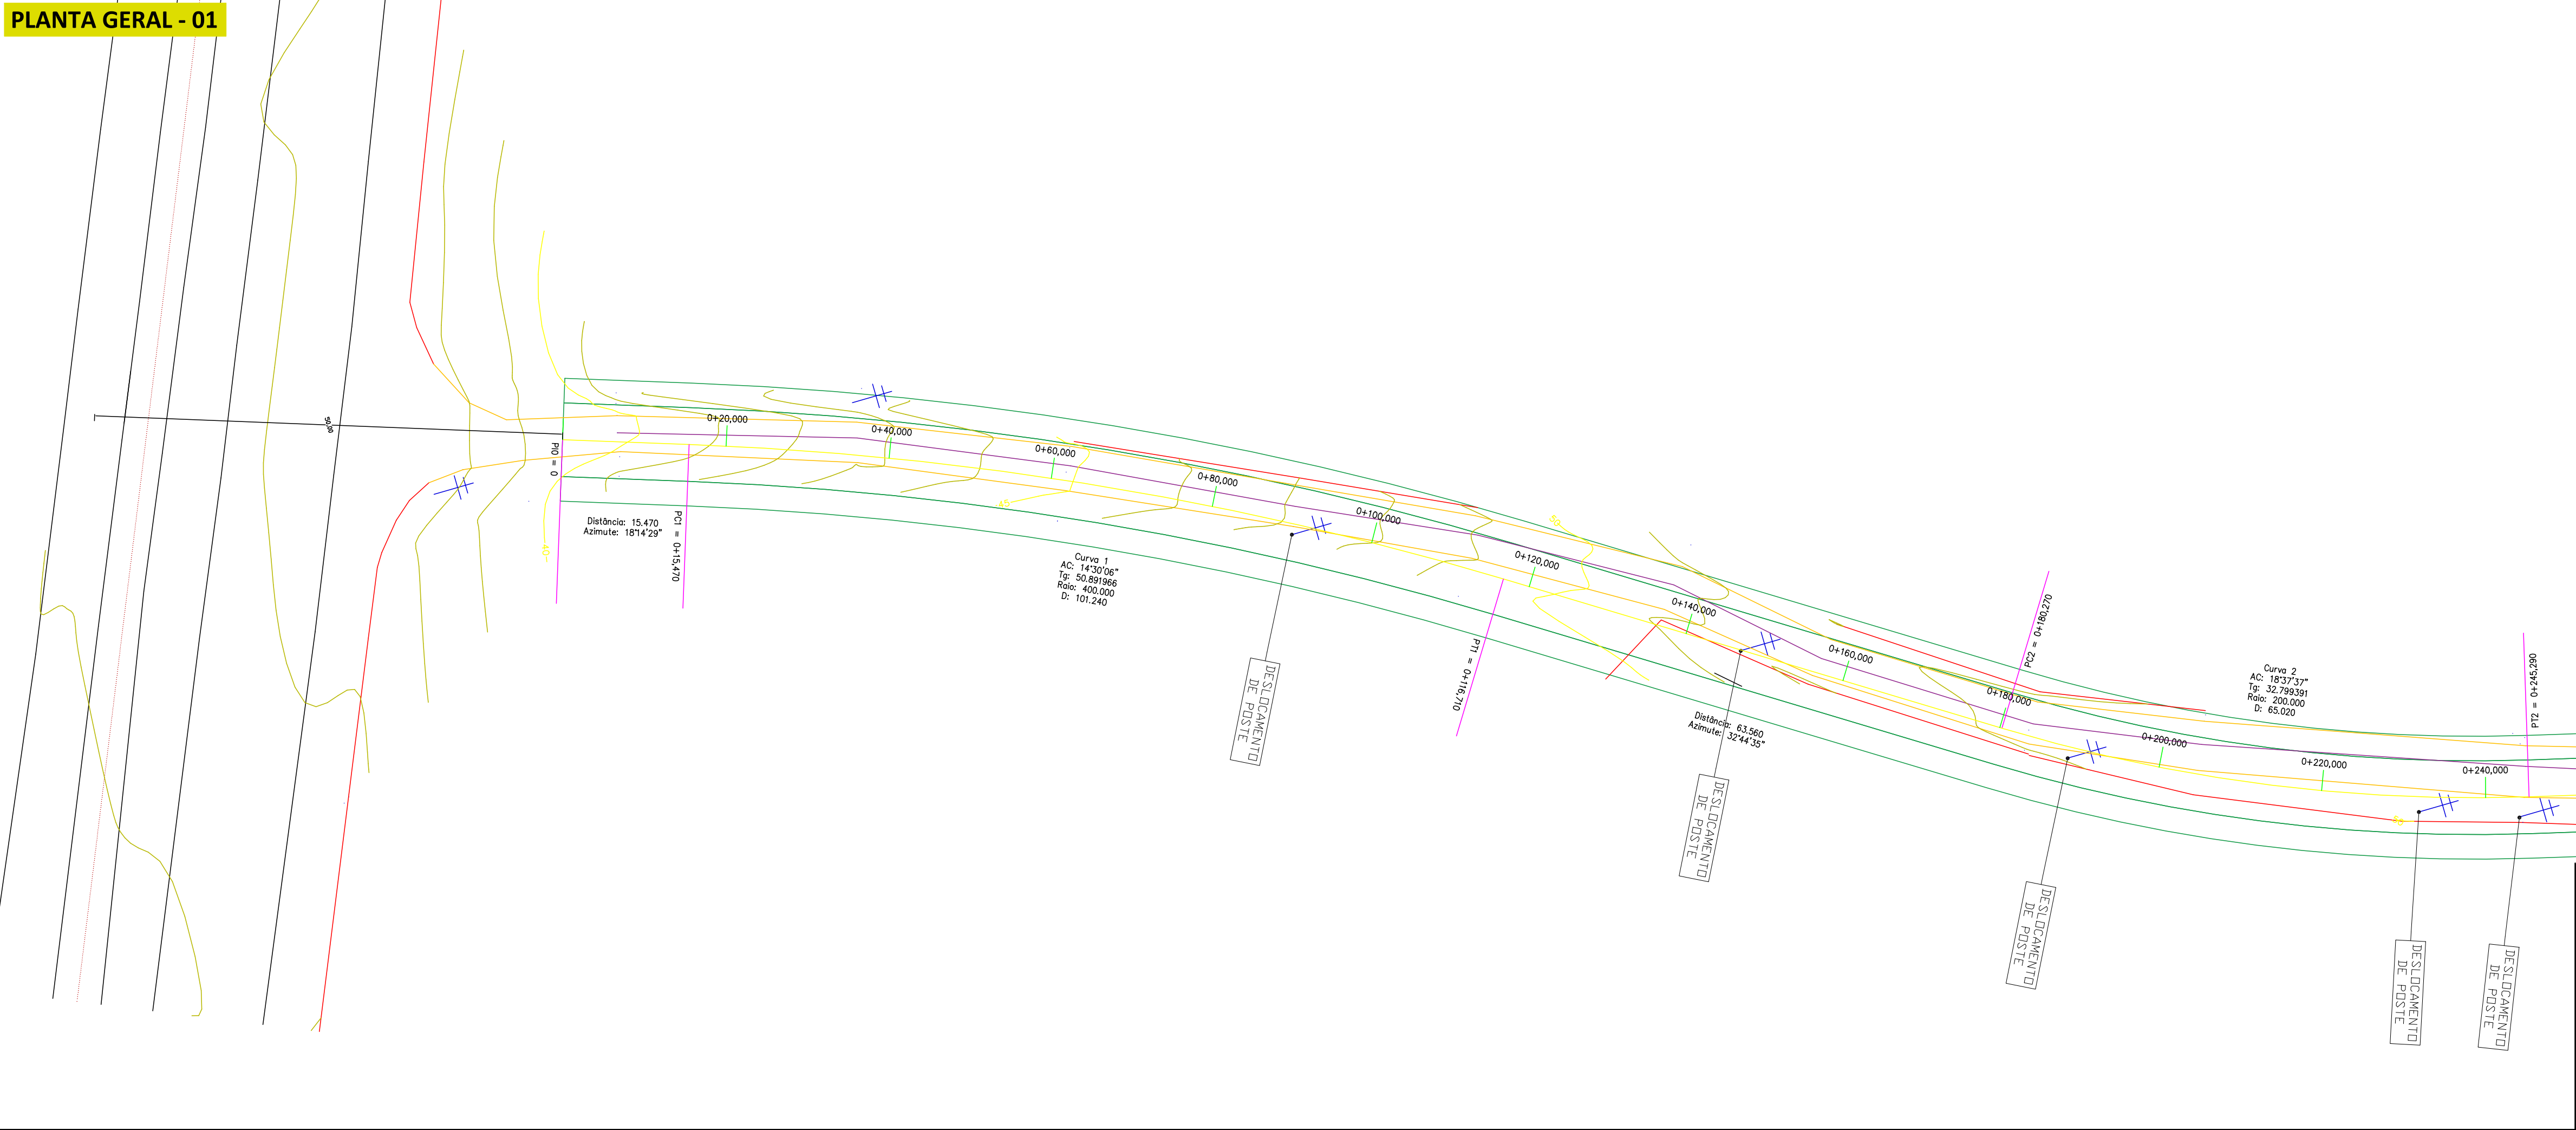 PLANTA GERAL - 01
50,00
PI0 = 0
40
0+20,000
Distância: 15.470
Azimute: 18°14'29"
PC1 = 0+15,470
0+40,000
0+60,000
45
Curva 1
AC: 14°30'06"
Tg: 50.891966
Raio: 400.000
D: 101.240
0+80,000
DESLOCAMENTO
DE POSTE
0+100,000
PT1 = 0+116,710
0+120,000
50
0+140,000
Distância: 63.560
Azimute: 32°44'35"
DESLOCAMENTO
DE POSTE
0+160,000
PC2 = 0+180,270
0+180,000
DESLOCAMENTO
DE POSTE
0+200,000
Curva 2
AC: 18°37'37"
Tg: 32.799391
Raio: 200.000
D: 65.020
0+220,000
0+240,000
PT2 = 0+245,290
DESLOCAMENTO
DE POSTE
DESLOCAMENTO
DE POSTE